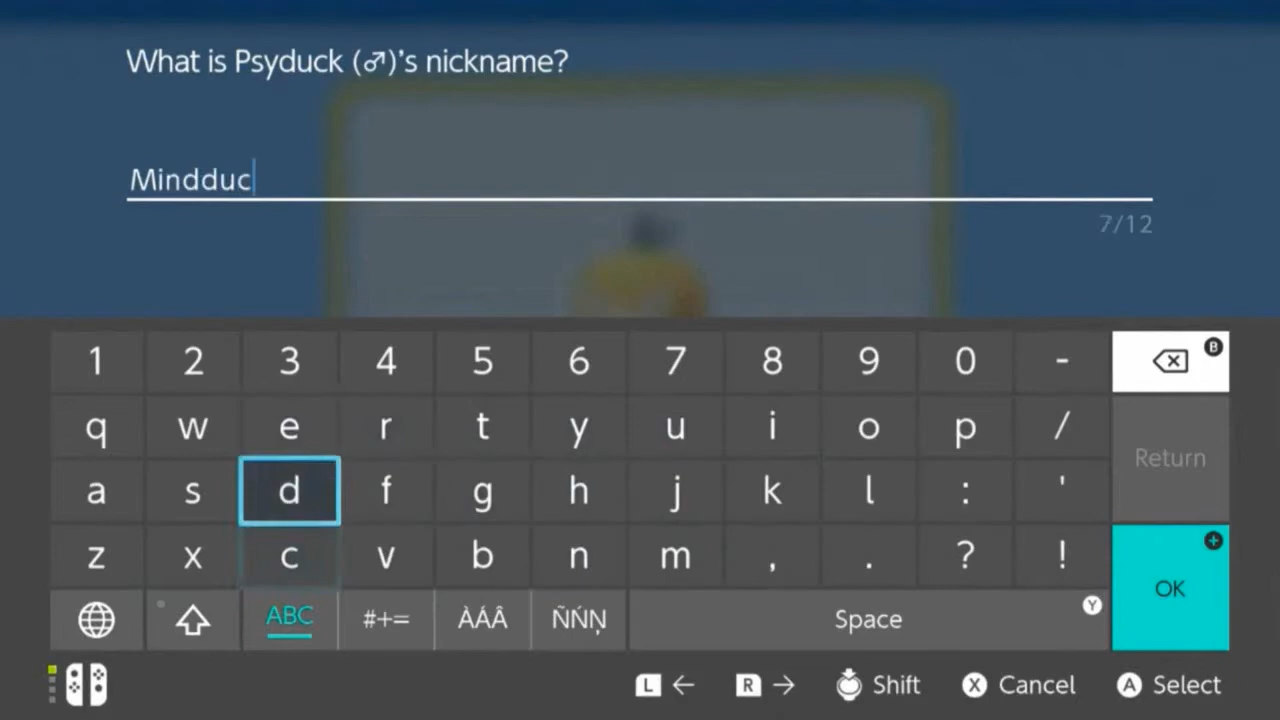 What is Psyduck (♂)'s nickname?
Mindduc
7/12
1 2 3 4 5 6 7 8 9 0 - B
q w e r t y u i o p /
Return
a s d f g h j k l : '
z x c v b n m , . ? ! +
OK
ABC #+= ÀÁÂ ÑŃŅ Space Y
L ← R → Shift X Cancel A Select